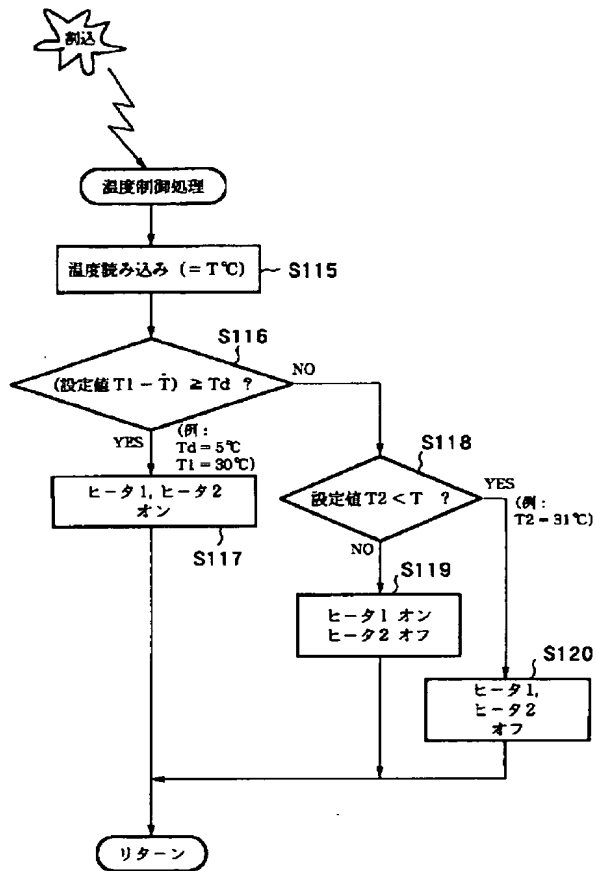 割込
温度制御処理
温度読み込み (=T℃)
S115
S116
(設定値T1-T) ≧Td ?
NO
YES
(例:
Td=5℃
T1=30℃)
ヒータ1, ヒータ2
オン
S117
S118
設定値T2<T ?
YES
(例:
T2=31℃)
NO
S119
ヒータ1 オン
ヒータ2 オフ
S120
ヒータ1,
ヒータ2
オフ
リターン